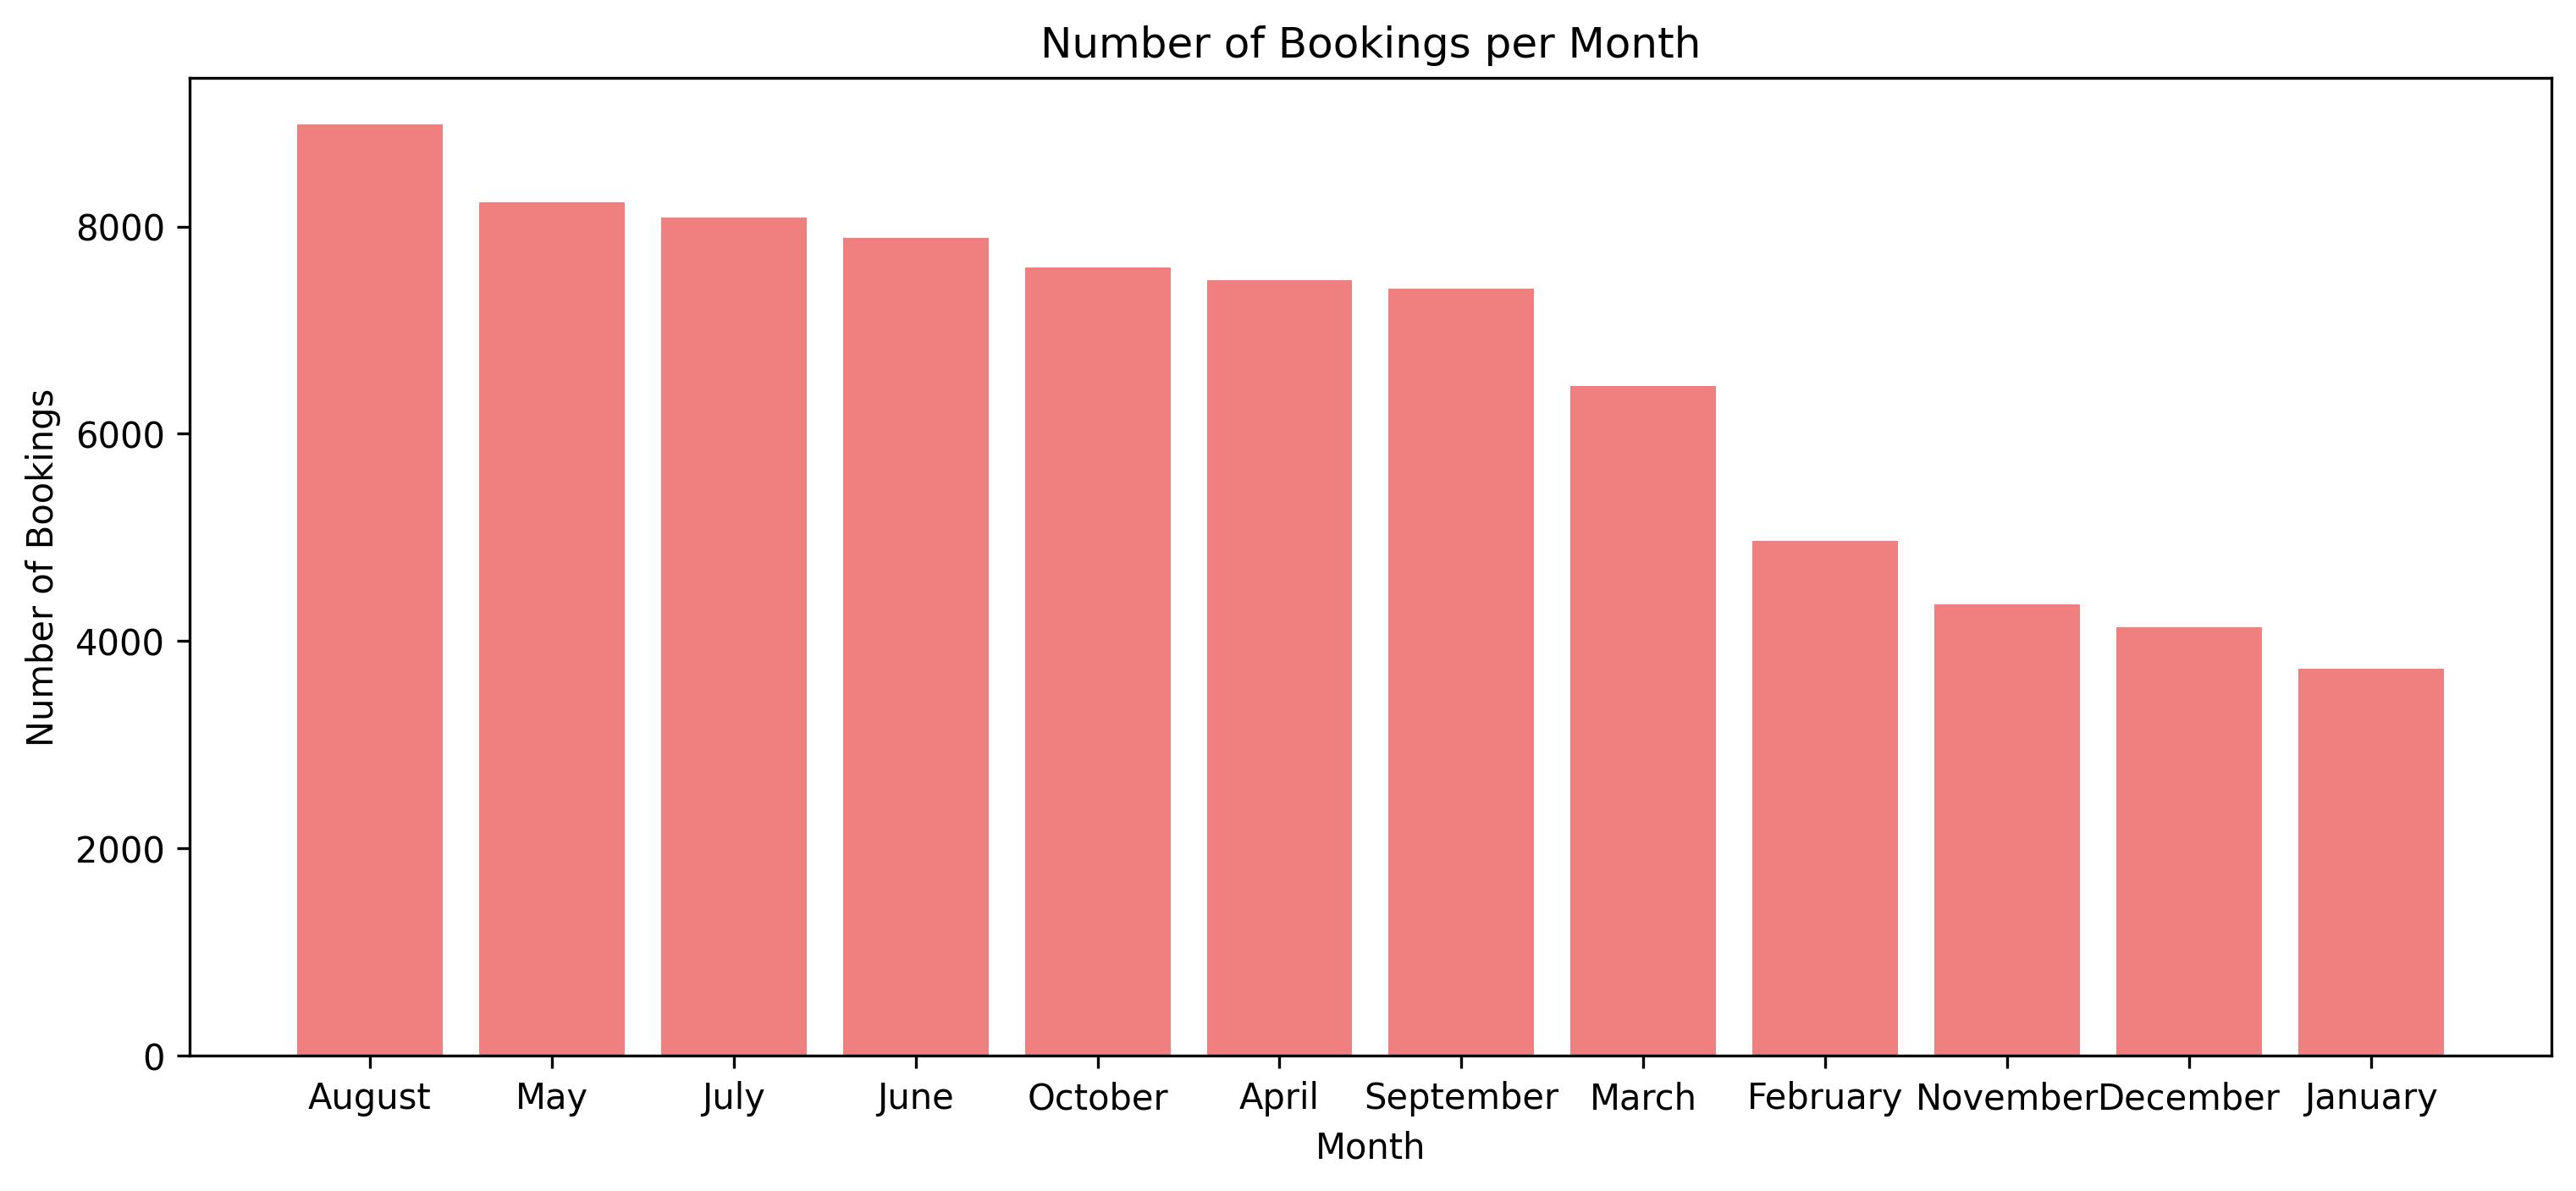 Number of Bookings per Month
Number of Bookings
8000
6000
4000
2000
0
August May July June October April September March February November December January
Month